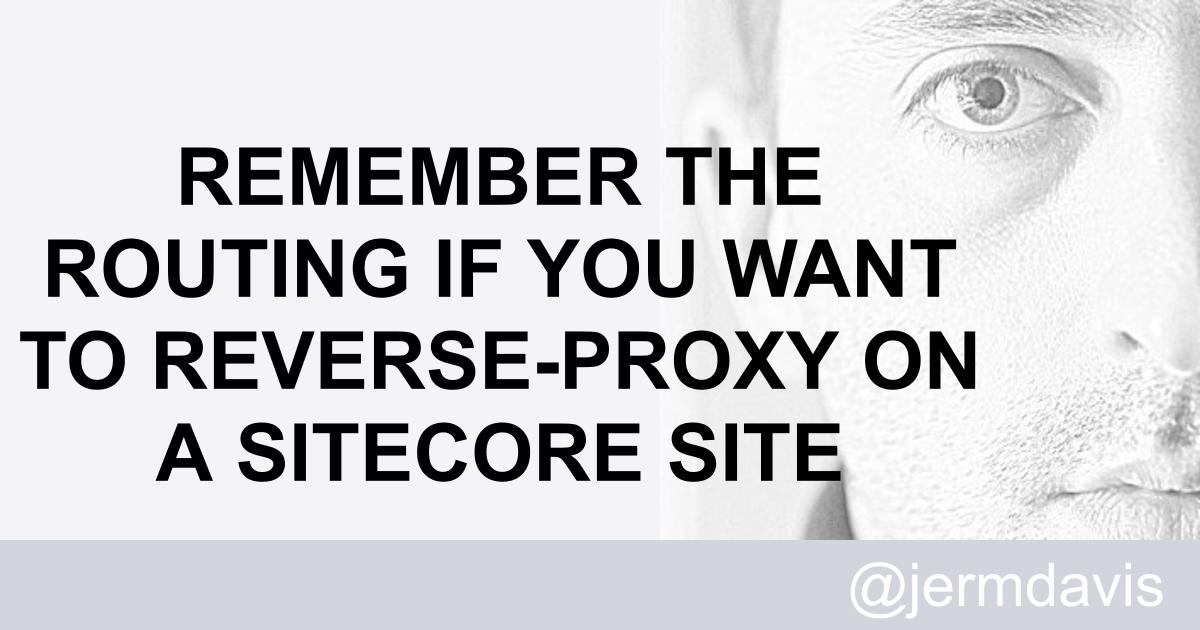 REMEMBER THE
ROUTING IF YOU WANT
TO REVERSE-PROXY ON
A SITECORE SITE
@jermdavis